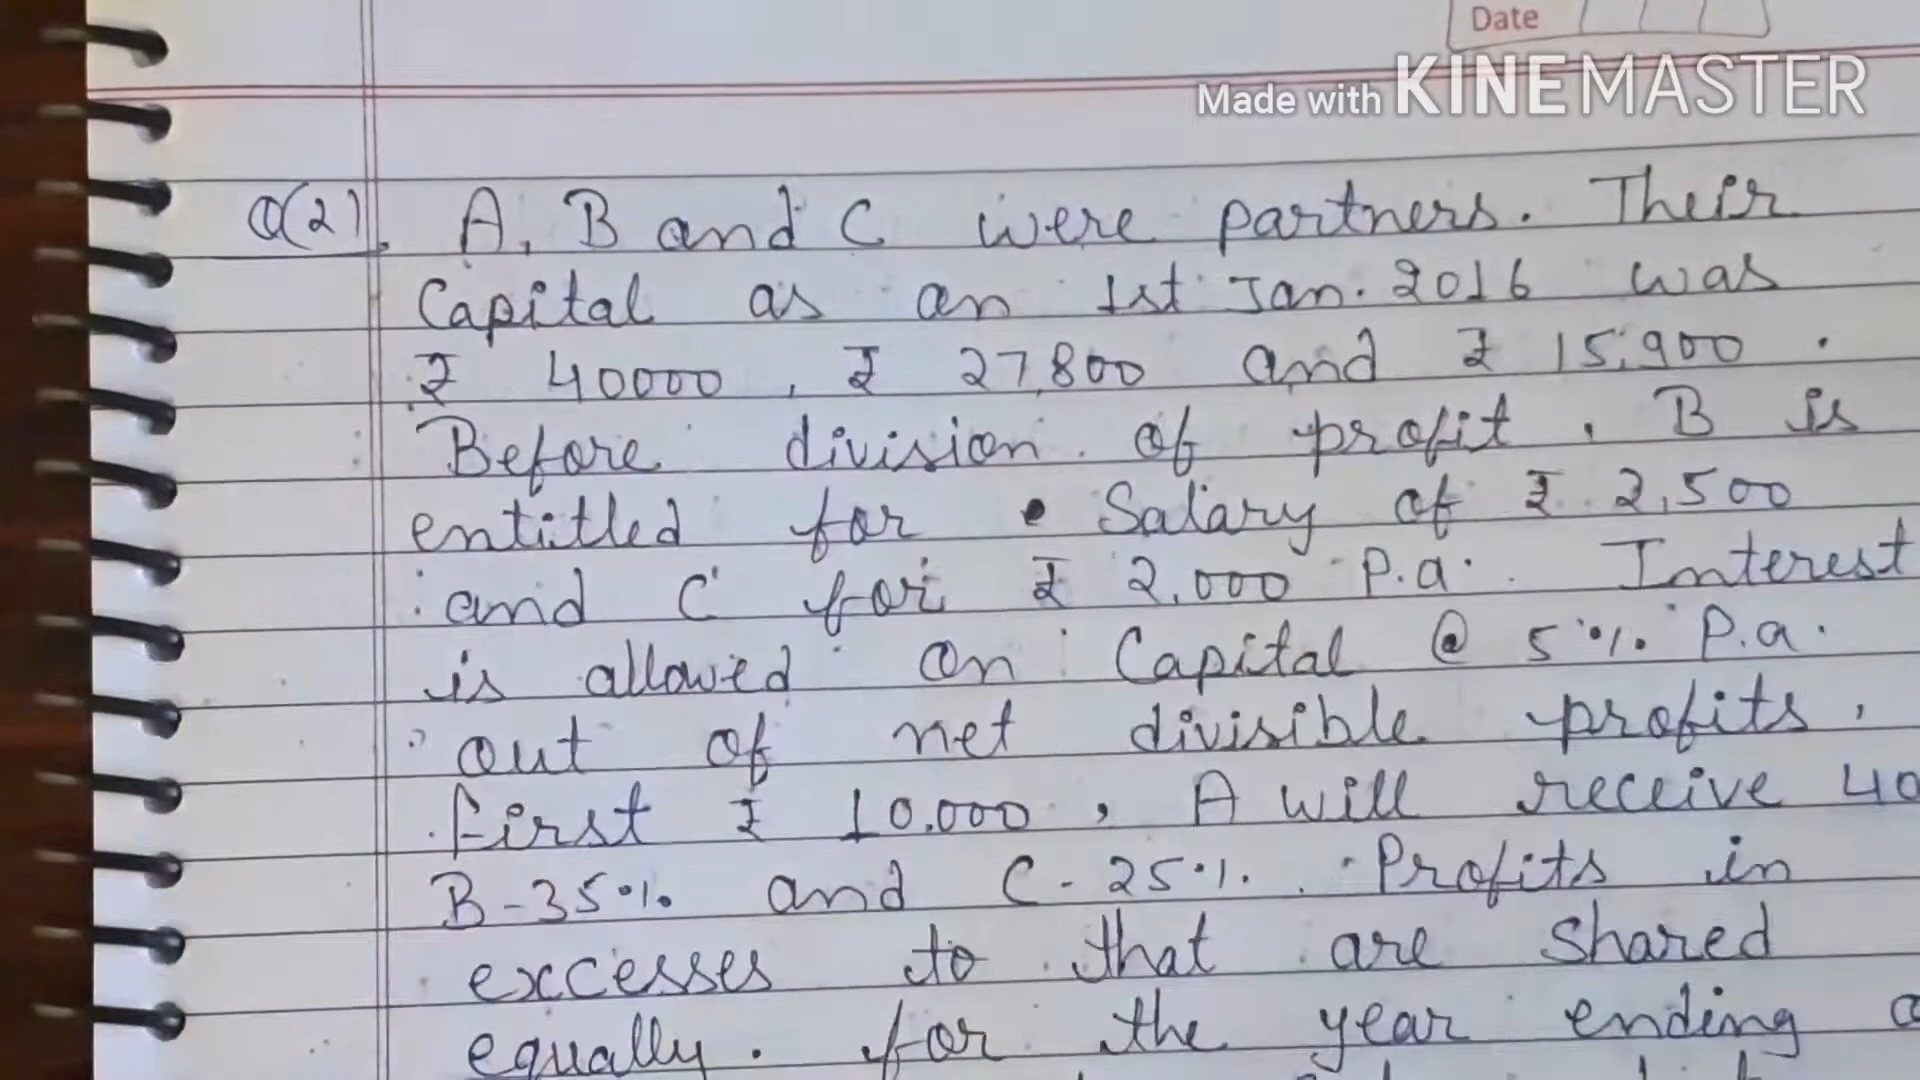 Date
Made with KINEMASTER
Q(2). A, B and C were partners. Their
Capital as an 1st Jan. 2016 was
₹ 40000, ₹ 27,800 and ₹ 15,900.
Before division of profit, B is
entitled for Salary of ₹ 2,500
and C for ₹ 2,000 P.a. Interest
is allowed on Capital @ 5% P.a.
out of net divisible profits,
first ₹ 10,000, A will receive 40
B-35% and C-25%. Profits in
excesses to that are shared
equally. for the year ending